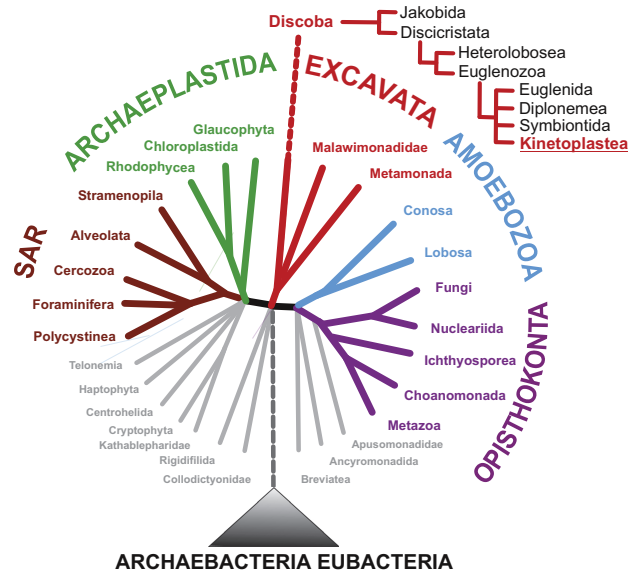 Discoba
Jakobida
Discicristata
Heterolobosea
Euglenozoa
Euglenida
Diplonemea
Symbiontida
Kinetoplastea
ARCHAEPLASTIDA
EXCAVATA
AMOEBOZOA
OPISTHOKONTA
SAR
Glaucophyta
Chloroplastida
Rhodophycea
Stramenopila
Alveolata
Cercozoa
Foraminifera
Polycystinea
Telonemia
Haptophyta
Centrohelida
Cryptophyta
Kathablepharidae
Rigidifilida
Collodictyonidae
Malawimonadidae
Metamonada
Conosa
Lobosa
Fungi
Nucleariida
Ichthyosporea
Choanomonada
Metazoa
Apusomonadidae
Ancyromonadida
Breviatea
ARCHAEBACTERIA EUBACTERIA